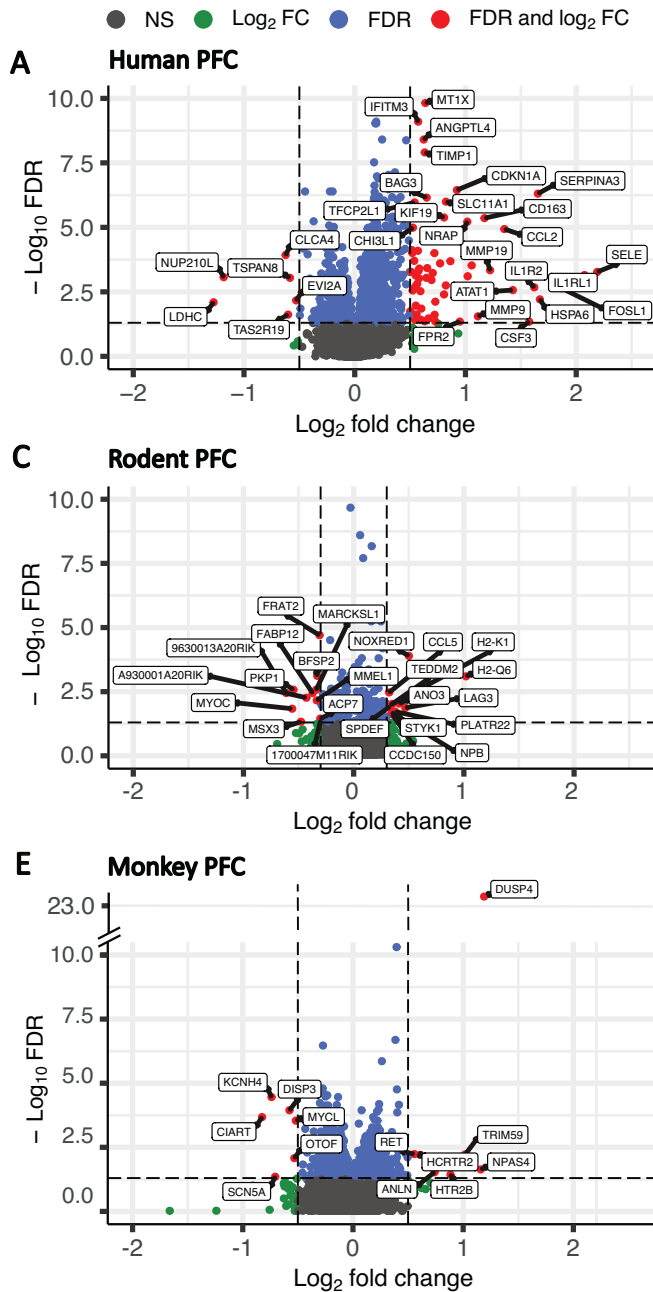 NS Log2 FC FDR FDR and log2 FC
A Human PFC
10.0
7.5
5.0
2.5
0.0
− Log10 FDR
IFITM3
MT1X
ANGPTL4
TIMP1
BAG3
CDKN1A
SERPINA3
TFCP2L1
KIF19
SLC11A1
CD163
CHI3L1
NRAP
CCL2
CLCA4
NUP210L
TSPAN8
MMP19
SELE
EVI2A
IL1R2
IL1RL1
ATAT1
LDHC
TAS2R19
MMP9
HSPA6
FOSL1
FPR2
CSF3
−2 −1 0 1 2
Log2 fold change
C Rodent PFC
10.0
7.5
5.0
2.5
0.0
− Log10 FDR
FRAT2
MARCKSL1
FABP12
9630013A20RIK
NOXRED1
CCL5
H2-K1
BFSP2
A930001A20RIK
PKP1
MMEL1
TEDDM2
H2-Q6
ANO3
MYOC
ACP7
LAG3
MSX3
SPDEF
STYK1
PLATR22
1700047M11RIK
CCDC150
NPB
-2 -1 0 1 2
Log2 fold change
E Monkey PFC
23.0
10.0
7.5
5.0
2.5
0.0
− Log10 FDR
DUSP4
KCNH4
DISP3
MYCL
CIART
OTOF
RET
TRIM59
HCRTR2
NPAS4
SCN5A
ANLN
HTR2B
-2 -1 0 1 2
Log2 fold change